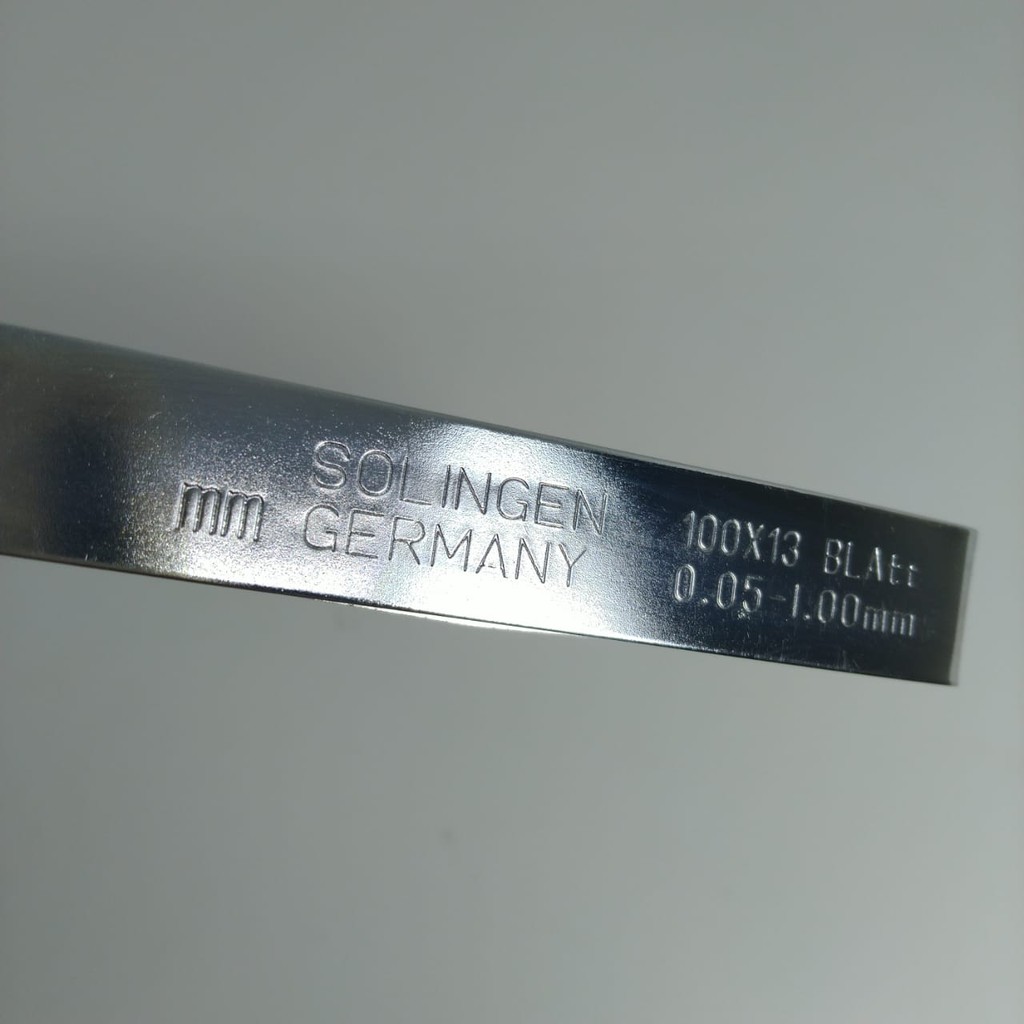 mm
SOLINGEN
GERMANY
100X13 BLAtt
0.05-1.00mm